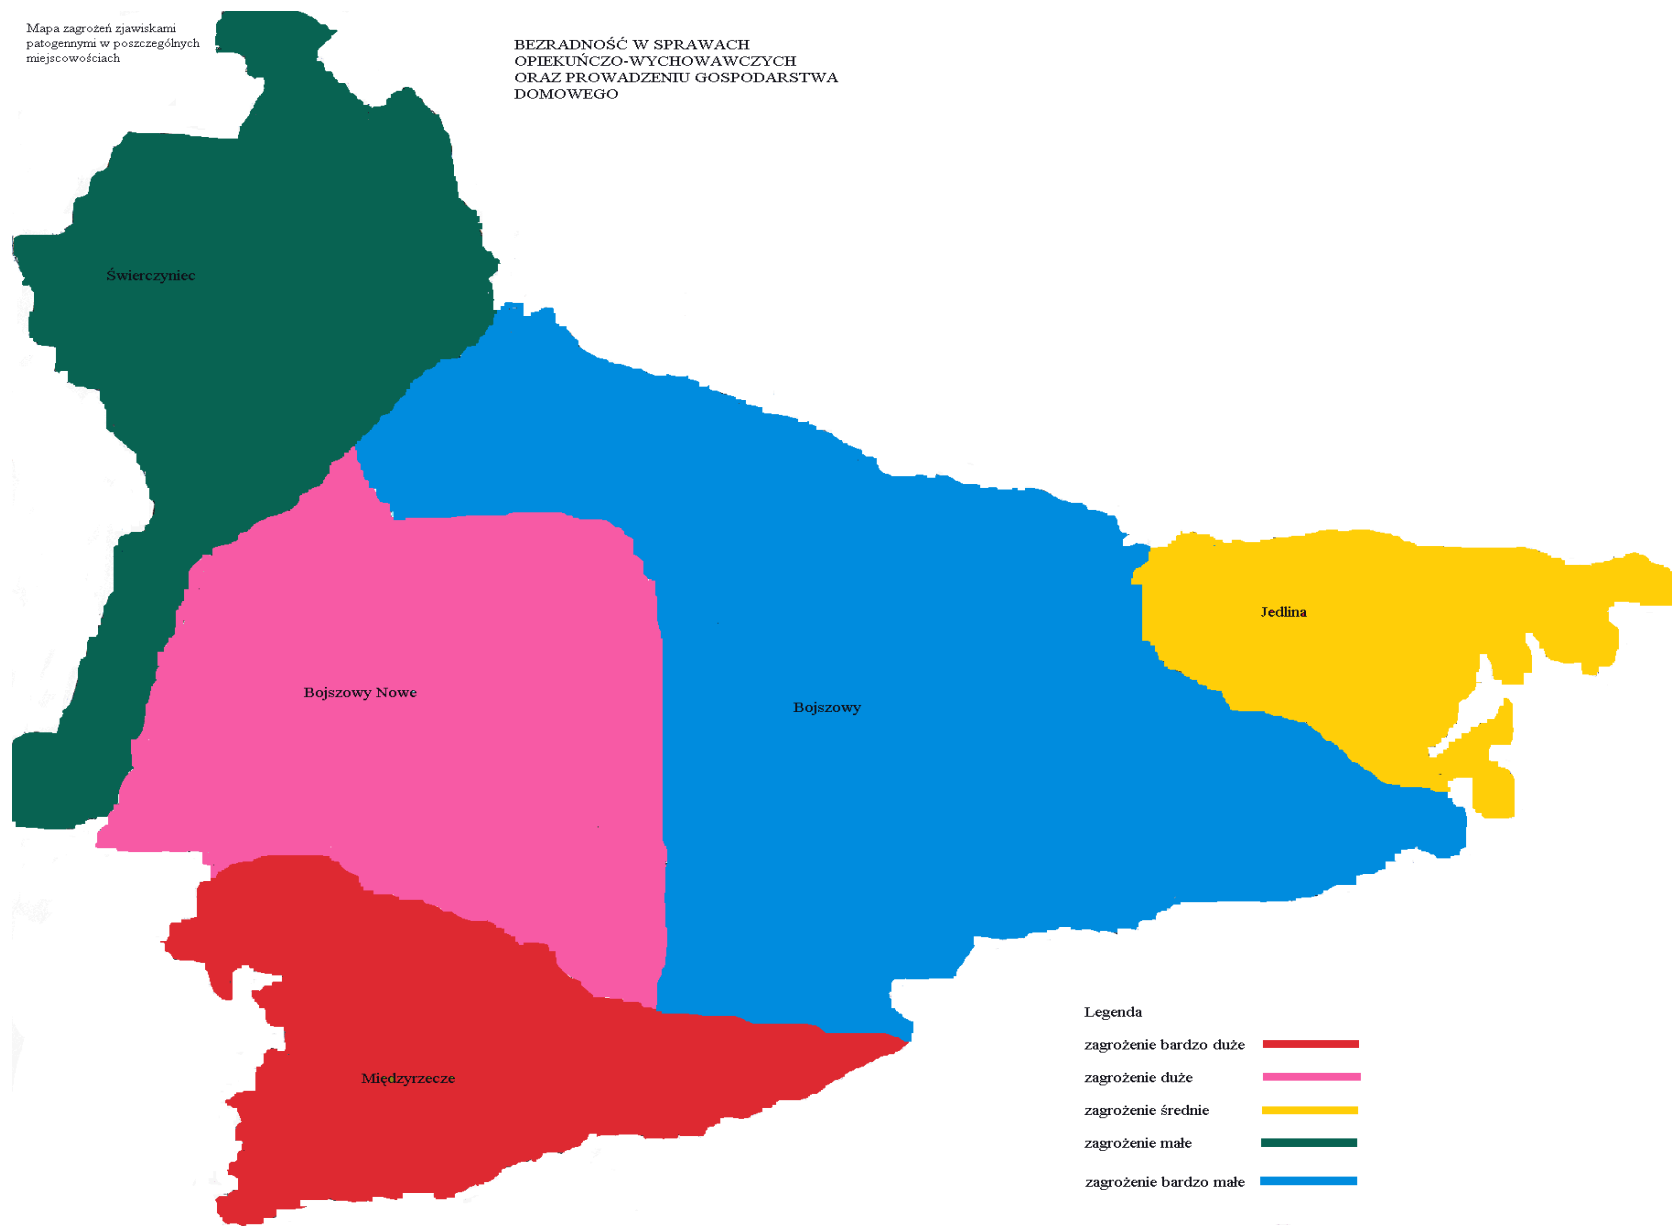 Mapa zagrożeń zjawiskami
patogennymi w poszczególnych
miejscowościach
BEZRADNOŚĆ W SPRAWACH
OPIEKUŃCZO-WYCHOWAWCZYCH
ORAZ PROWADZENIU GOSPODARSTWA
DOMOWEGO
Świerczyniec
Jedlina
Bojszowy Nowe
Bojszowy
Międzyrzecze
Legenda
zagrożenie bardzo duże
zagrożenie duże
zagrożenie średnie
zagrożenie małe
zagrożenie bardzo małe